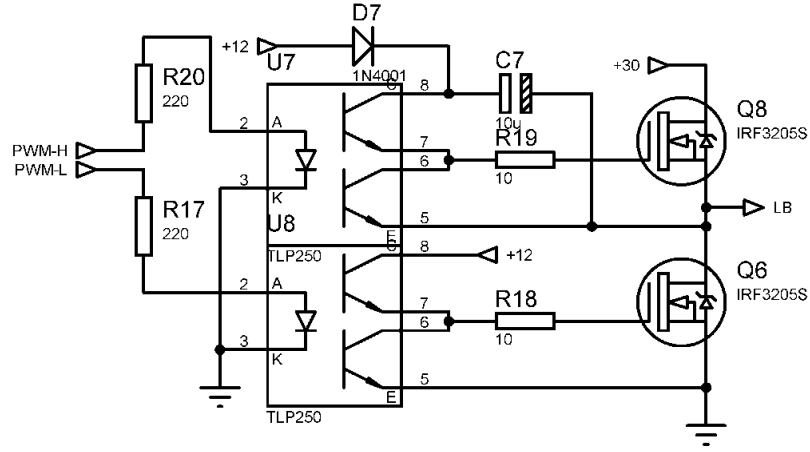 D7
+12
U7
1N4001
C7
10u
+30
Q8
IRF3205S
R20
220
C
8
2
A
7
6
R19
10
PWM-H
PWM-L
3
K
R17
220
5
E
LB
U8
TLP250
C
8
+12
2
A
7
6
R18
10
Q6
IRF3205S
3
K
5
E
TLP250